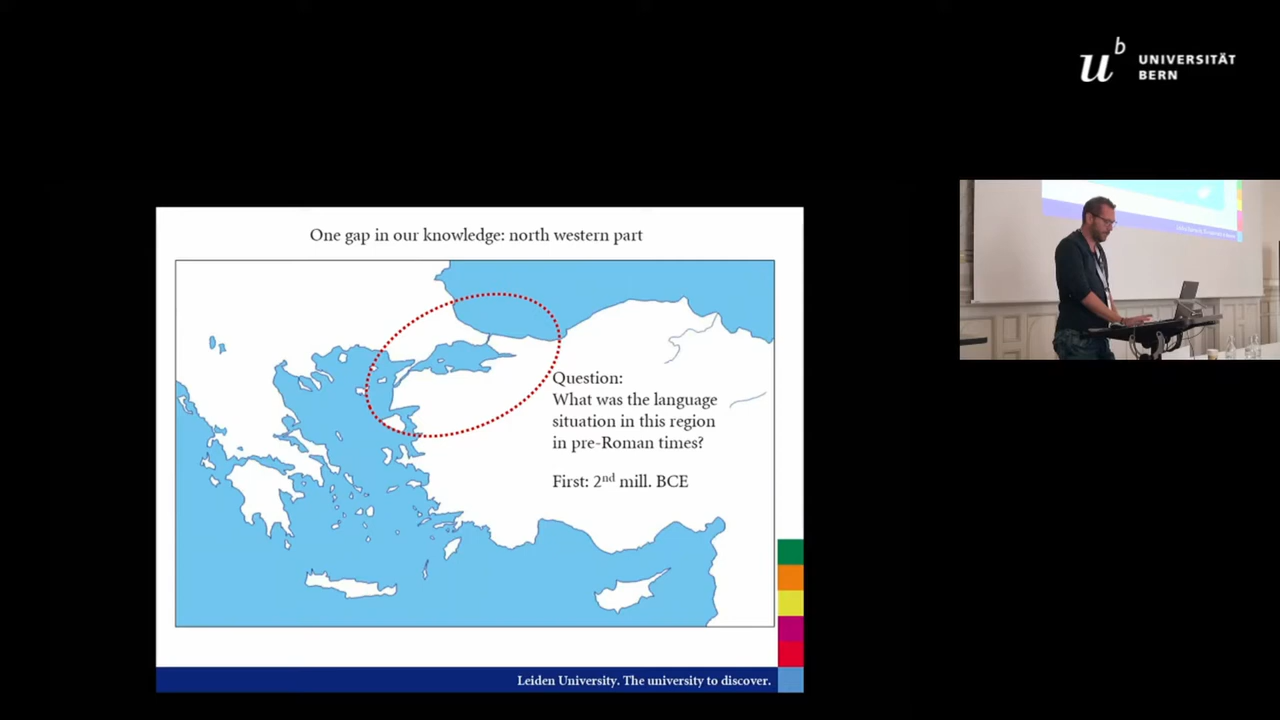 u b UNIVERSITÄT
BERN
One gap in our knowledge: north western part
Question:
What was the language
situation in this region
in pre-Roman times?
First: 2nd mill. BCE
Leiden University. The university to discover.